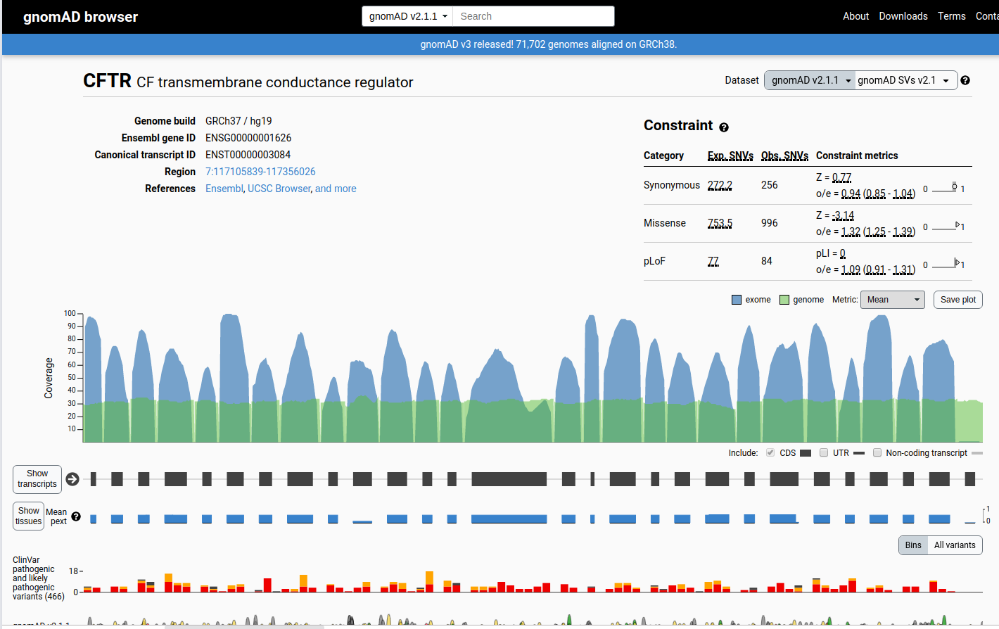 gnomAD browser
gnomAD v2.1.1 Search
About Downloads Terms
gnomAD v3 released! 71,702 genomes aligned on GRCh38.
CFTR CF transmembrane conductance regulator
Dataset gnomAD v2.1.1 gnomAD SVs v2.1 ?
Genome build GRCh37 / hg19
Ensembl gene ID ENSG00000001626
Canonical transcript ID ENST00000003084
Region 7:117105839-117356026
References Ensembl, UCSC Browser, and more
Constraint ?
Category Exp. SNVs Obs. SNVs Constraint metrics
Synonymous 272.2 256 Z = 0.77
o/e = 0.94 (0.85 - 1.04) 0 1
Missense 753.5 996 Z = -3.14
o/e = 1.32 (1.25 - 1.39) 0 1
pLoF 77 84 pLI = 0
o/e = 1.09 (0.91 - 1.31) 0 1
exome genome Metric: Mean Save plot
100
90
80
70
60
50
40
30
20
10
Coverage
Include: CDS UTR Non-coding transcript
Show
transcripts
Show
tissues
Mean
pext ?
1
0
Bins All variants
ClinVar
pathogenic
and likely
pathogenic
variants (466)
18
0